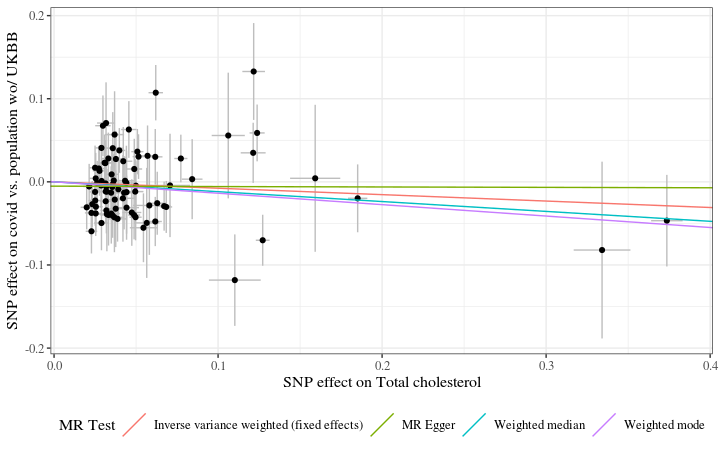 SNP effect on covid vs. population wo/ UKBB
0.2
0.1
0.0
-0.1
-0.2
0.0 0.1 0.2 0.3 0.4
SNP effect on Total cholesterol
MR Test Inverse variance weighted (fixed effects) MR Egger Weighted median Weighted mode